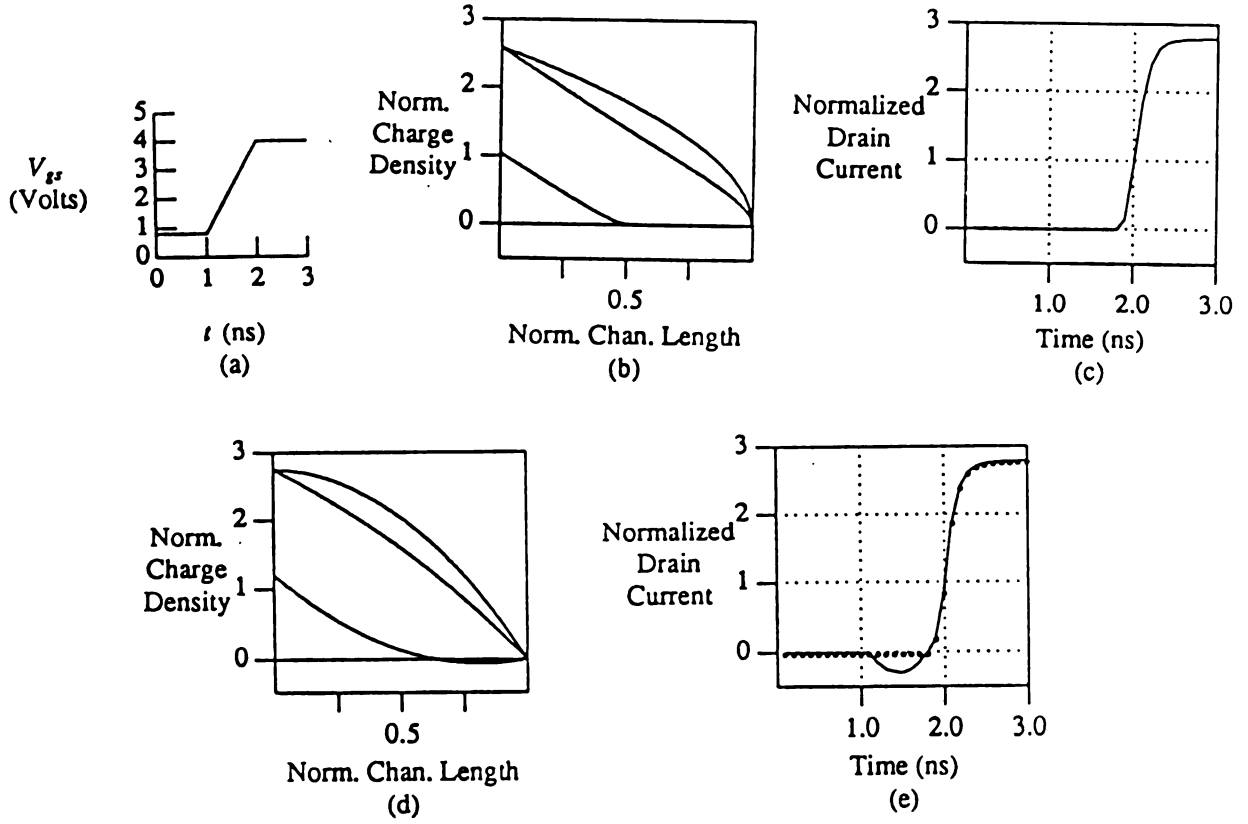 5
4
3
2
1
0
V_gs
(Volts)
0 1 2 3
t (ns)
(a)
3
2
1
0
Norm.
Charge
Density
0.5
Norm. Chan. Length
(b)
3
2
1
0
Normalized
Drain
Current
1.0 2.0 3.0
Time (ns)
(c)
3
2
1
0
Norm.
Charge
Density
0.5
Norm. Chan. Length
(d)
3
2
1
0
Normalized
Drain
Current
1.0 2.0 3.0
Time (ns)
(e)